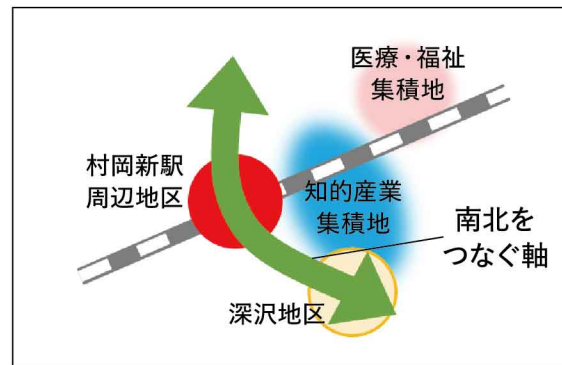 医療・福祉
集積地
村岡新駅
周辺地区
知的産業
集積地
南北を
つなぐ軸
深沢地区